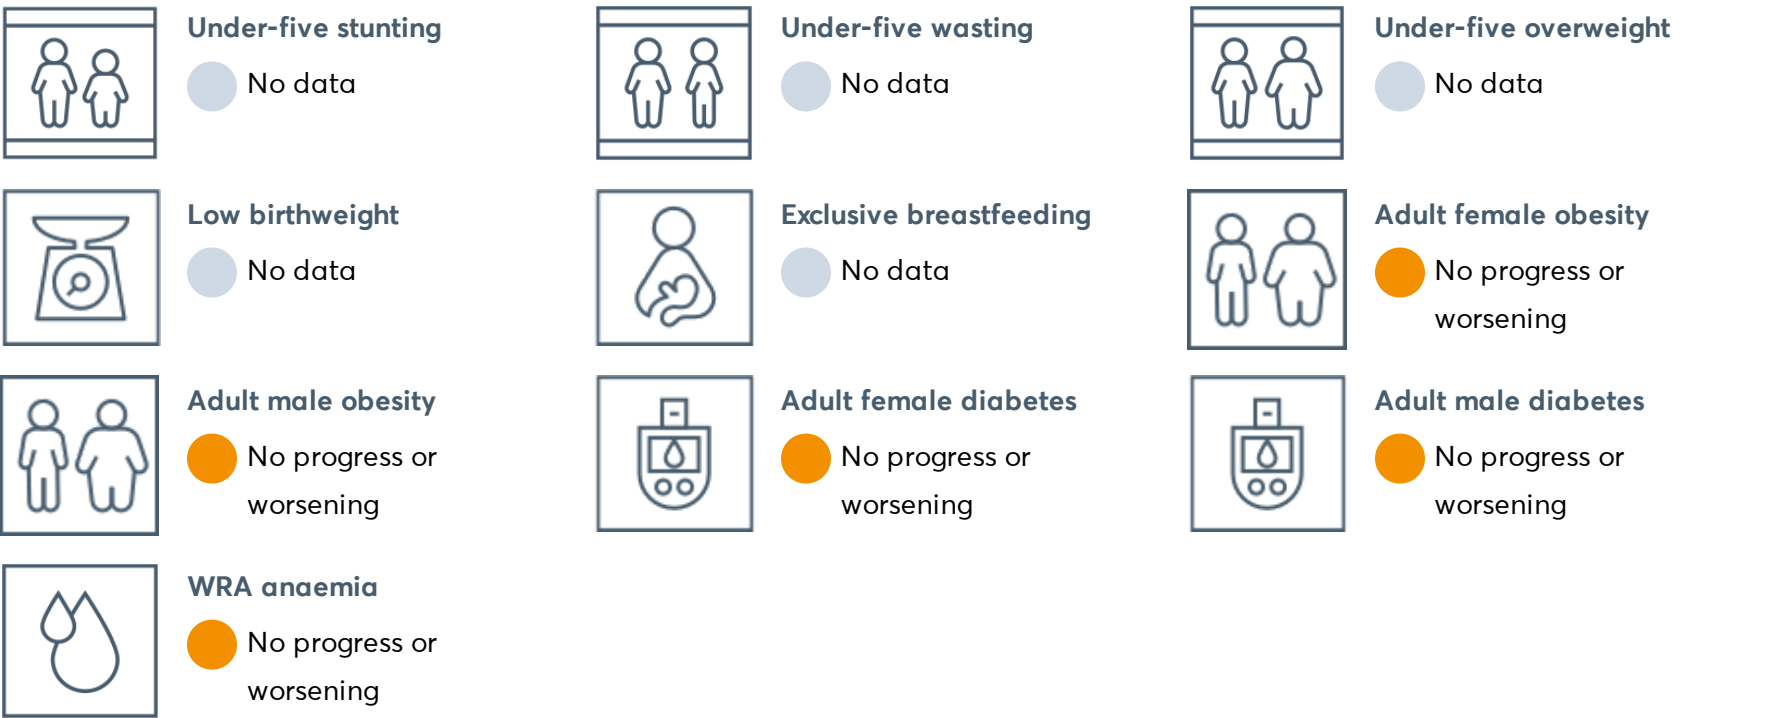 Under-five stunting
No data
Under-five wasting
No data
Under-five overweight
No data
Low birthweight
No data
Exclusive breastfeeding
No data
Adult female obesity
No progress or
worsening
Adult male obesity
No progress or
worsening
Adult female diabetes
No progress or
worsening
Adult male diabetes
No progress or
worsening
WRA anaemia
No progress or
worsening